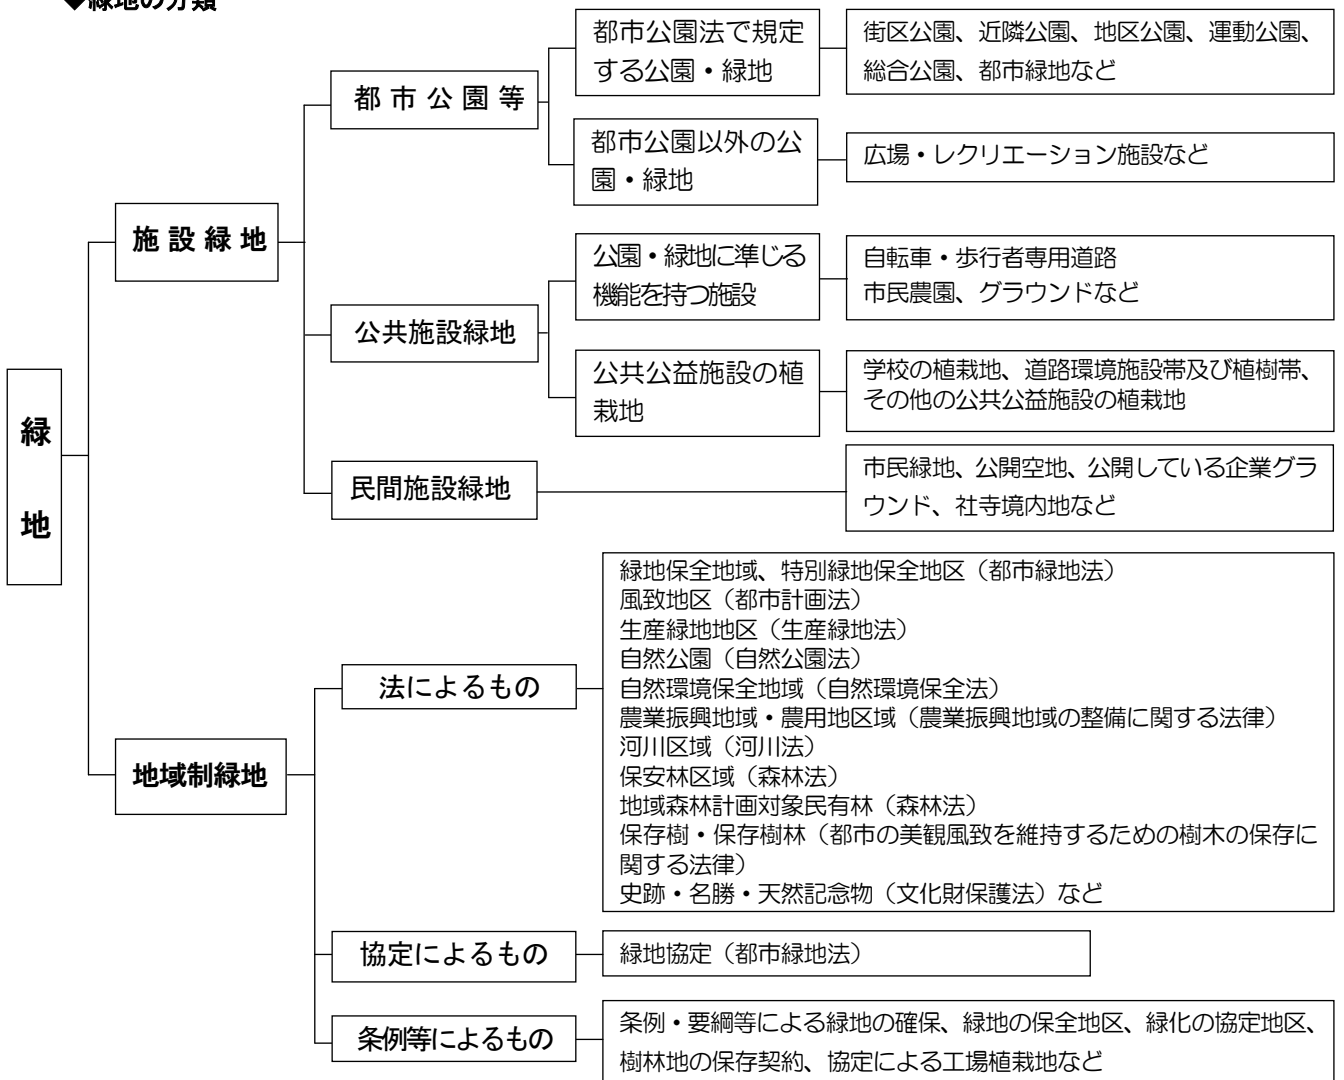 ◆緑地の分類
緑地
施設緑地
都市公園等
都市公園法で規定
する公園・緑地
街区公園、近隣公園、地区公園、運動公園、
総合公園、都市緑地など
都市公園以外の公
園・緑地
広場・レクリエーション施設など
公共施設緑地
公園・緑地に準じる
機能を持つ施設
自転車・歩行者専用道路
市民農園、グラウンドなど
公共公益施設の植
栽地
学校の植栽地、道路環境施設帯及び植樹帯、
その他の公共公益施設の植栽地
民間施設緑地
市民緑地、公開空地、公開している企業グラ
ウンド、社寺境内地など
地域制緑地
法によるもの
緑地保全地域、特別緑地保全地区（都市緑地法）
風致地区（都市計画法）
生産緑地地区（生産緑地法）
自然公園（自然公園法）
自然環境保全地域（自然環境保全法）
農業振興地域・農用地区域（農業振興地域の整備に関する法律）
河川区域（河川法）
保安林区域（森林法）
地域森林計画対象民有林（森林法）
保存樹・保存樹林（都市の美観風致を維持するための樹木の保存に
関する法律）
史跡・名勝・天然記念物（文化財保護法）など
協定によるもの
緑地協定（都市緑地法）
条例等によるもの
条例・要綱等による緑地の確保、緑地の保全地区、緑化の協定地区、
樹林地の保存契約、協定による工場植栽地など